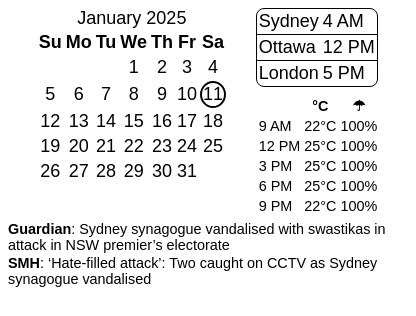 January 2025
Su Mo Tu We Th Fr Sa
1 2 3 4
5 6 7 8 9 10 11
12 13 14 15 16 17 18
19 20 21 22 23 24 25
26 27 28 29 30 31
Sydney 4 AM
Ottawa 12 PM
London 5 PM
°C ☂
9 AM 22°C 100%
12 PM 25°C 100%
3 PM 25°C 100%
6 PM 25°C 100%
9 PM 22°C 100%
Guardian: Sydney synagogue vandalised with swastikas in
attack in NSW premier’s electorate
SMH: ‘Hate-filled attack’: Two caught on CCTV as Sydney
synagogue vandalised